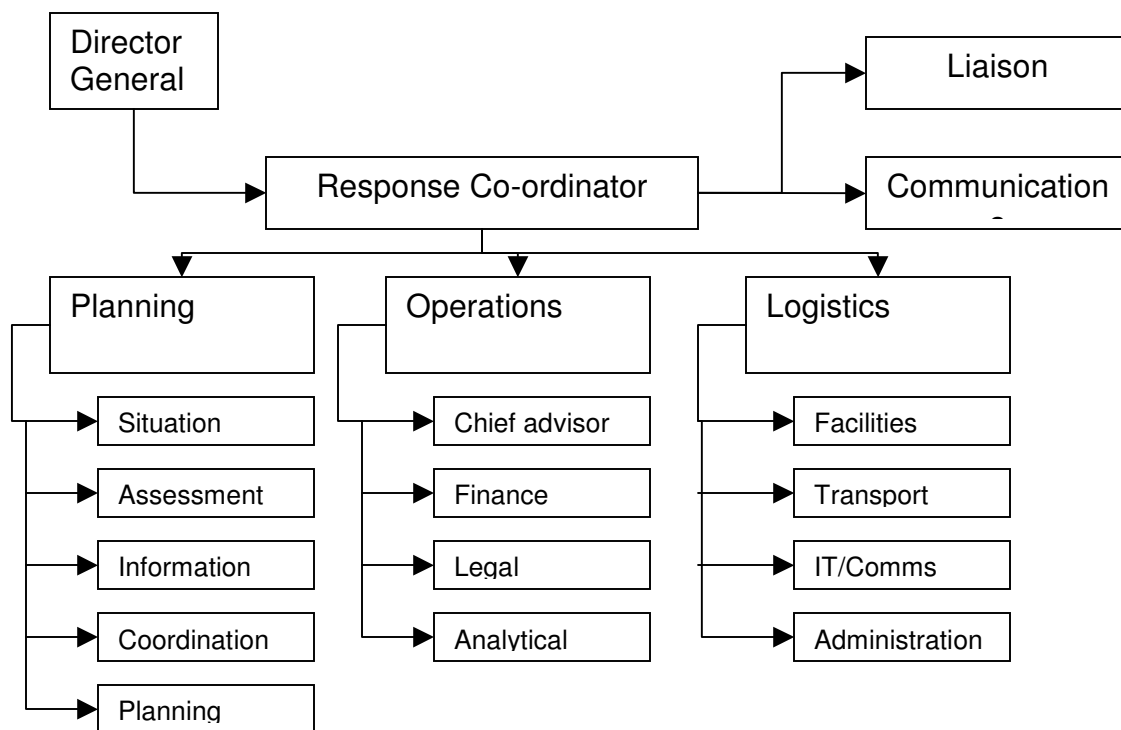 Director
General
Liaison
Response Co-ordinator
Communication
Planning
Operations
Logistics
Situation
Chief advisor
Facilities
Assessment
Finance
Transport
Information
Legal
IT/Comms
Coordination
Analytical
Administration
Planning